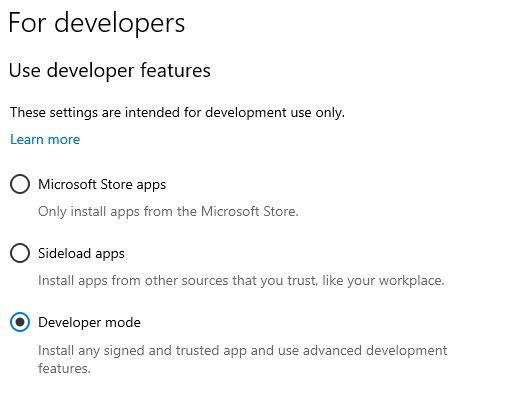 For developers
Use developer features
These settings are intended for development use only.
Learn more
Microsoft Store apps
Only install apps from the Microsoft Store.
Sideload apps
Install apps from other sources that you trust, like your workplace.
Developer mode
Install any signed and trusted app and use advanced development
features.